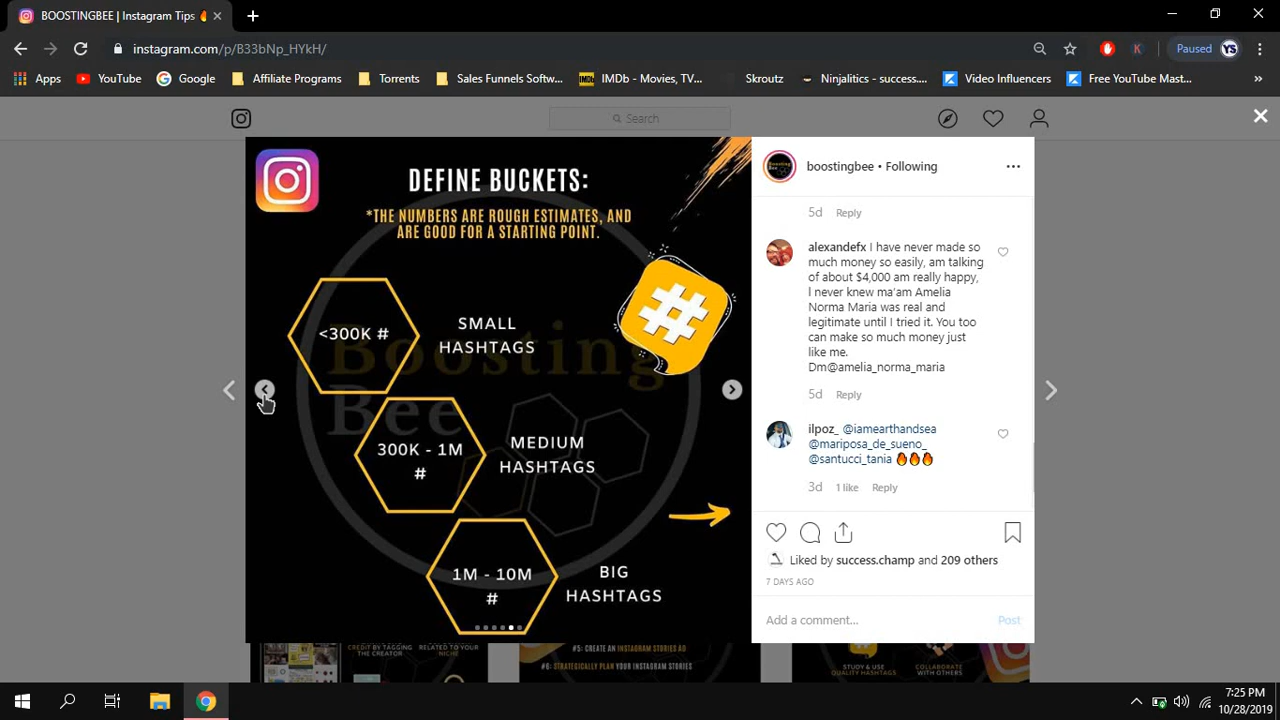 BOOSTINGBEE | Instagram Tips 🔥
instagram.com/p/B33bNp_HYkH/
Paused YS
Apps YouTube Google Affiliate Programs Torrents Sales Funnels Softw... IMDb - Movies, TV... Skroutz Ninjalitics - success.... Video Influencers Free YouTube Mast... »
Search
DEFINE BUCKETS:
*THE NUMBERS ARE ROUGH ESTIMATES, AND
ARE GOOD FOR A STARTING POINT.
#
<300K #
SMALL
HASHTAGS
Boosting
Bee
300K - 1M
#
MEDIUM
HASHTAGS
1M - 10M
#
BIG
HASHTAGS
boostingbee • Following
5d Reply
alexandefx I have never made so
much money so easily, am talking
of about $4,000 am really happy,
I never knew ma'am Amelia
Norma Maria was real and
legitimate until I tried it. You too
can make so much money just
like me.
Dm@amelia_norma_maria
5d Reply
ilpoz_ @iamearthandsea
@mariposa_de_sueno_
@santucci_tania 🔥🔥🔥
3d 1 like Reply
Liked by success.champ and 209 others
7 DAYS AGO
Add a comment... Post
CREDIT BY TAGGING
THE CREATOR
RELATED TO YOUR
NICHE
#5: CREATE AN INSTAGRAM STORIES AD
#6: STRATEGICALLY PLAN YOUR INSTAGRAM STORIES
STUDY & USE
QUALITY HASHTAGS
COLLABORATE
WITH OTHERS
7:25 PM
10/28/2019